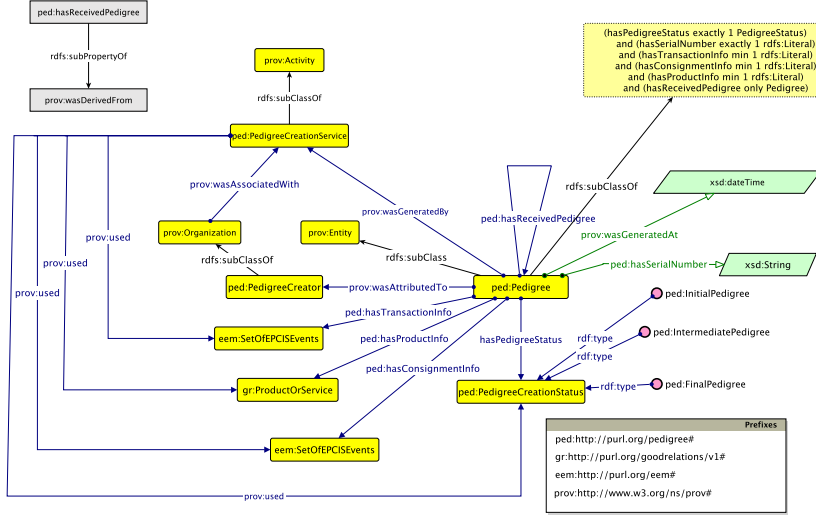 ped:hasReceivedPedigree
rdfs:subPropertyOf
prov:wasDerivedFrom
prov:Activity
rdfs:subClassOf
ped:PedigreeCreationService
(hasPedigreeStatus exactly 1 PedigreeStatus)
and (hasSerialNumber exactly 1 rdfs:Literal)
and (hasTransactionInfo min 1 rdfs:Literal)
and (hasConsignmentInfo min 1 rdfs:Literal)
and (hasProductInfo min 1 rdfs:Literal)
and (hasReceivedPedigree only Pedigree)
prov:wasAssociatedWith
prov:wasGeneratedBy
ped:hasReceivedPedigree
rdfs:subClassOf
xsd:dateTime
prov:used
prov:used
prov:used
prov:Organization
prov:Entity
prov:wasGeneratedAt
rdfs:subClassOf
rdfs:subClass
ped:hasSerialNumber
xsd:String
ped:PedigreeCreator
prov:wasAttributedTo
ped:Pedigree
ped:InitialPedigree
ped:hasTransactionInfo
eem:SetOfEPCISEvents
ped:hasProductInfo
hasPedigreeStatus
rdf:type
ped:IntermediatePedigree
rdf:type
ped:hasConsignmentInfo
gr:ProductOrService
ped:PedigreeCreationStatus
rdf:type
ped:FinalPedigree
eem:SetOfEPCISEvents
prov:used
Prefixes
ped:http://purl.org/pedigree#
gr:http://purl.org/goodrelations/v1#
eem:http://purl.org/eem#
prov:http://www.w3.org/ns/prov#